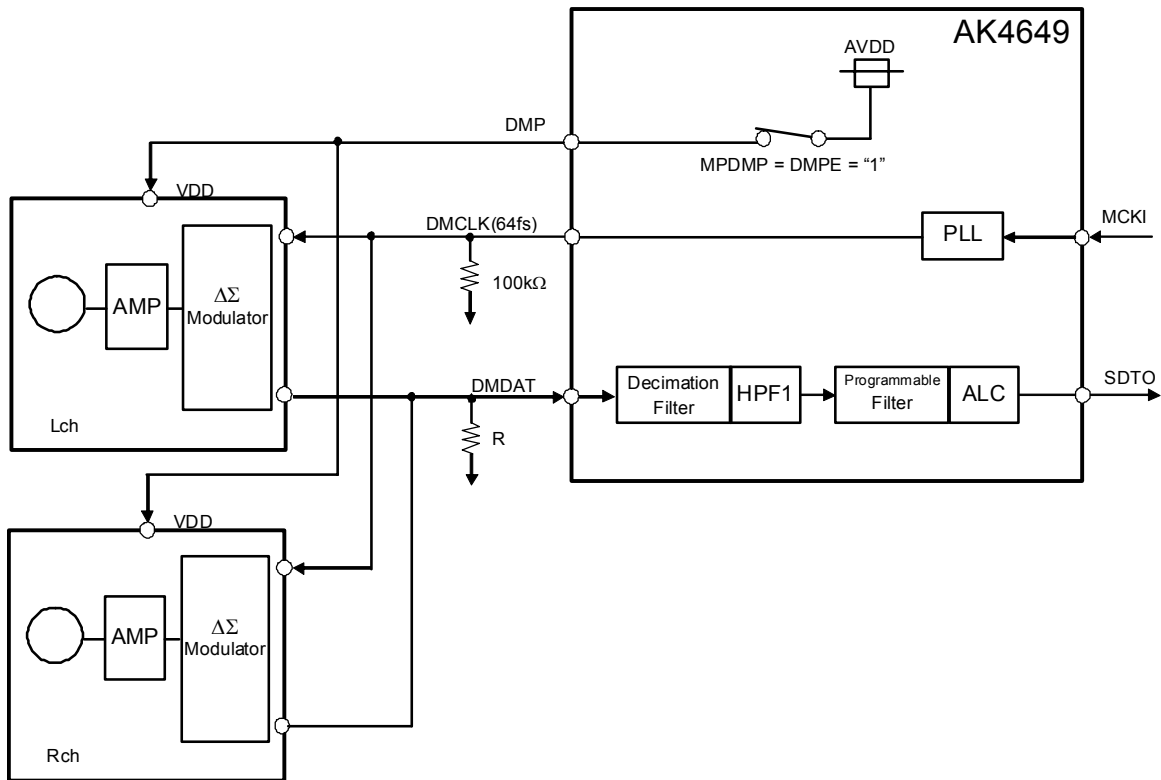 AK4649
AVDD
DMP
MPDMP = DMPE = “1”
VDD
DMCLK(64fs)
PLL
MCKI
100kΩ
AMP
ΔΣ
Modulator
DMDAT
Decimation
Filter
HPF1
Programmable
Filter
ALC
SDTO
Lch
R
VDD
AMP
ΔΣ
Modulator
Rch